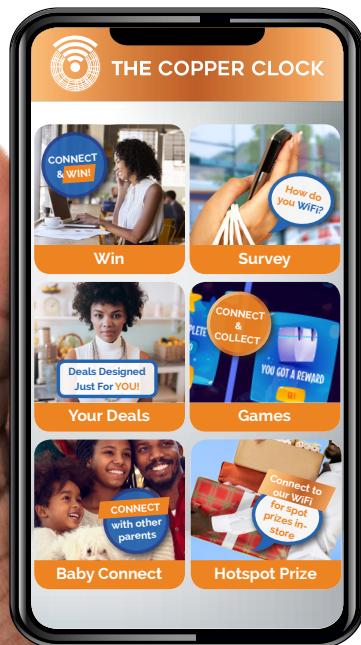 THE COPPER CLOCK
CONNECT
& WIN!
Win
How do
you WiFi?
Survey
Deals Designed
Just For YOU!
Your Deals
CONNECT
&
COLLECT
YOU GOT A REWARD
Games
CONNECT
with other
parents
Baby Connect
Connect to
our WiFi
for spot
prizes in-
store
Hotspot Prize